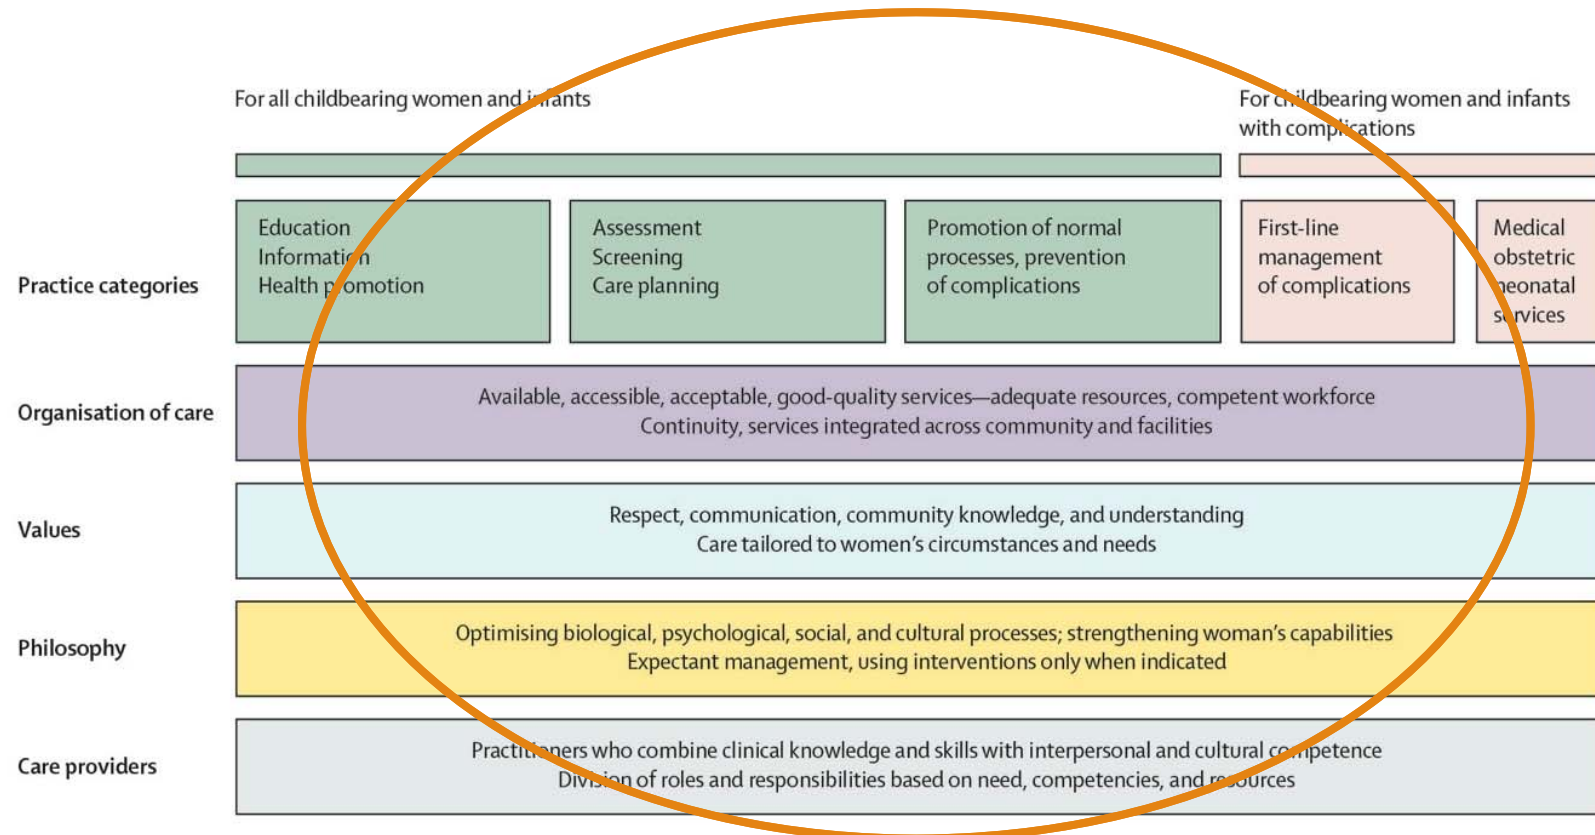 For all childbearing women and infants
For childbearing women and infants
with complications
Practice categories
Education
Information
Health promotion
Assessment
Screening
Care planning
Promotion of normal
processes, prevention
of complications
First-line
management
of complications
Medical
obstetric
neonatal
services
Organisation of care
Available, accessible, acceptable, good-quality services—adequate resources, competent workforce
Continuity, services integrated across community and facilities
Values
Respect, communication, community knowledge, and understanding
Care tailored to women's circumstances and needs
Philosophy
Optimising biological, psychological, social, and cultural processes; strengthening woman's capabilities
Expectant management, using interventions only when indicated
Care providers
Practitioners who combine clinical knowledge and skills with interpersonal and cultural competence
Division of roles and responsibilities based on need, competencies, and resources